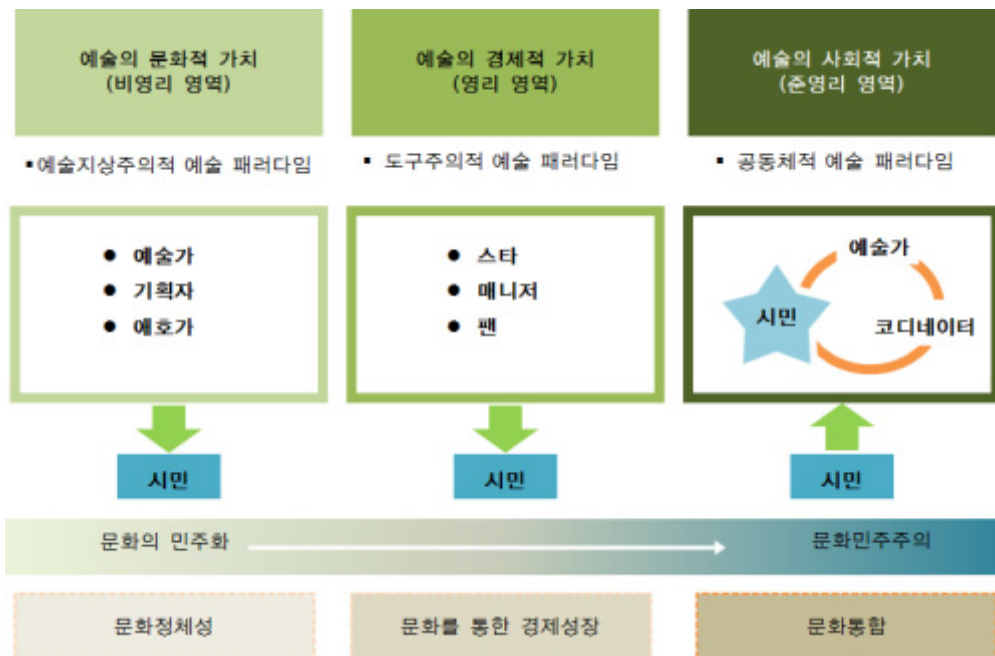 예술의 문화적 가치
(비영리 영역)
예술의 경제적 가치
(영리 영역)
예술의 사회적 가치
(준영리 영역)
▪예술지상주의적 예술 패러다임
▪ 도구주의적 예술 패러다임
▪ 공동체적 예술 패러다임
● 예술가
● 기획자
● 애호가
● 스타
● 매니저
● 팬
예술가
시민
코디네이터
시민
시민
시민
문화의 민주화
문화민주주의
문화정체성
문화를 통한 경제성장
문화통합